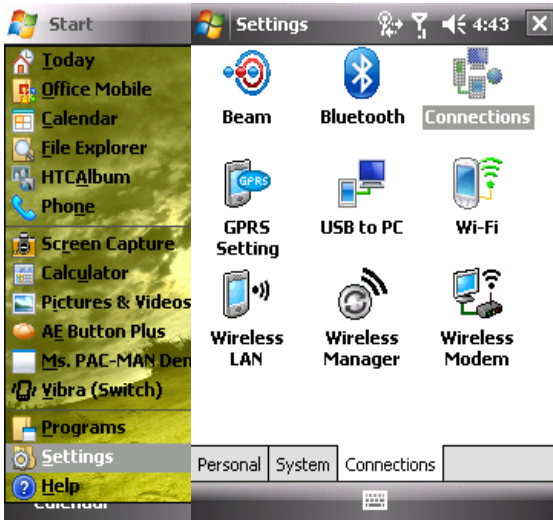 Start
Today
Office Mobile
Calendar
File Explorer
HTCAlbum
Phone
Screen Capture
Calculator
Pictures & Videos
AE Button Plus
Ms. PAC-MAN Den
Vibra (Switch)
Programs
Settings
Help
Calendar
Settings 4:43
Beam Bluetooth Connections
GPRS
GPRS Setting
USB to PC
Wi-Fi
Wireless LAN
Wireless Manager
Wireless Modem
Personal System Connections